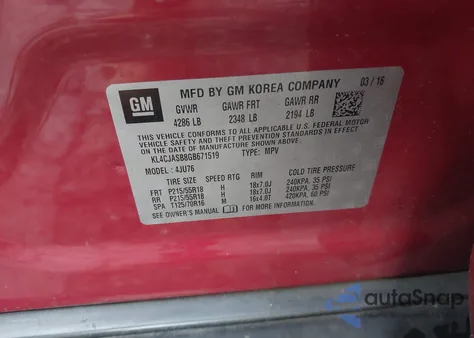 GM
MFD BY GM KOREA COMPANY 03 / 16
GVWR GAWR FRT GAWR RR
4286 LB 2348 LB 2194 LB
THIS VEHICLE CONFORMS TO ALL APPLICABLE U.S. FEDERAL MOTOR
VEHICLE SAFETY, BUMPER, AND THEFT PREVENTION STANDARDS
IN EFFECT ON THE DATE OF MANUFACTURE SHOWN ABOVE.
KL4CJASB8GB671519 TYPE: MPV
MODEL: 4JU76
TIRE SIZE SPEED RTG RIM COLD TIRE PRESSURE
FRT P215/55R18 H 18x7.0J 240KPA, 35 PSI
RR P215/55R18 H 18x7.0J 240KPA, 35 PSI
SPA T125/70R16 M 16x4.0T 420KPA, 60 PSI
SEE OWNER'S MANUAL FOR MORE INFORMATION.
autoSnap